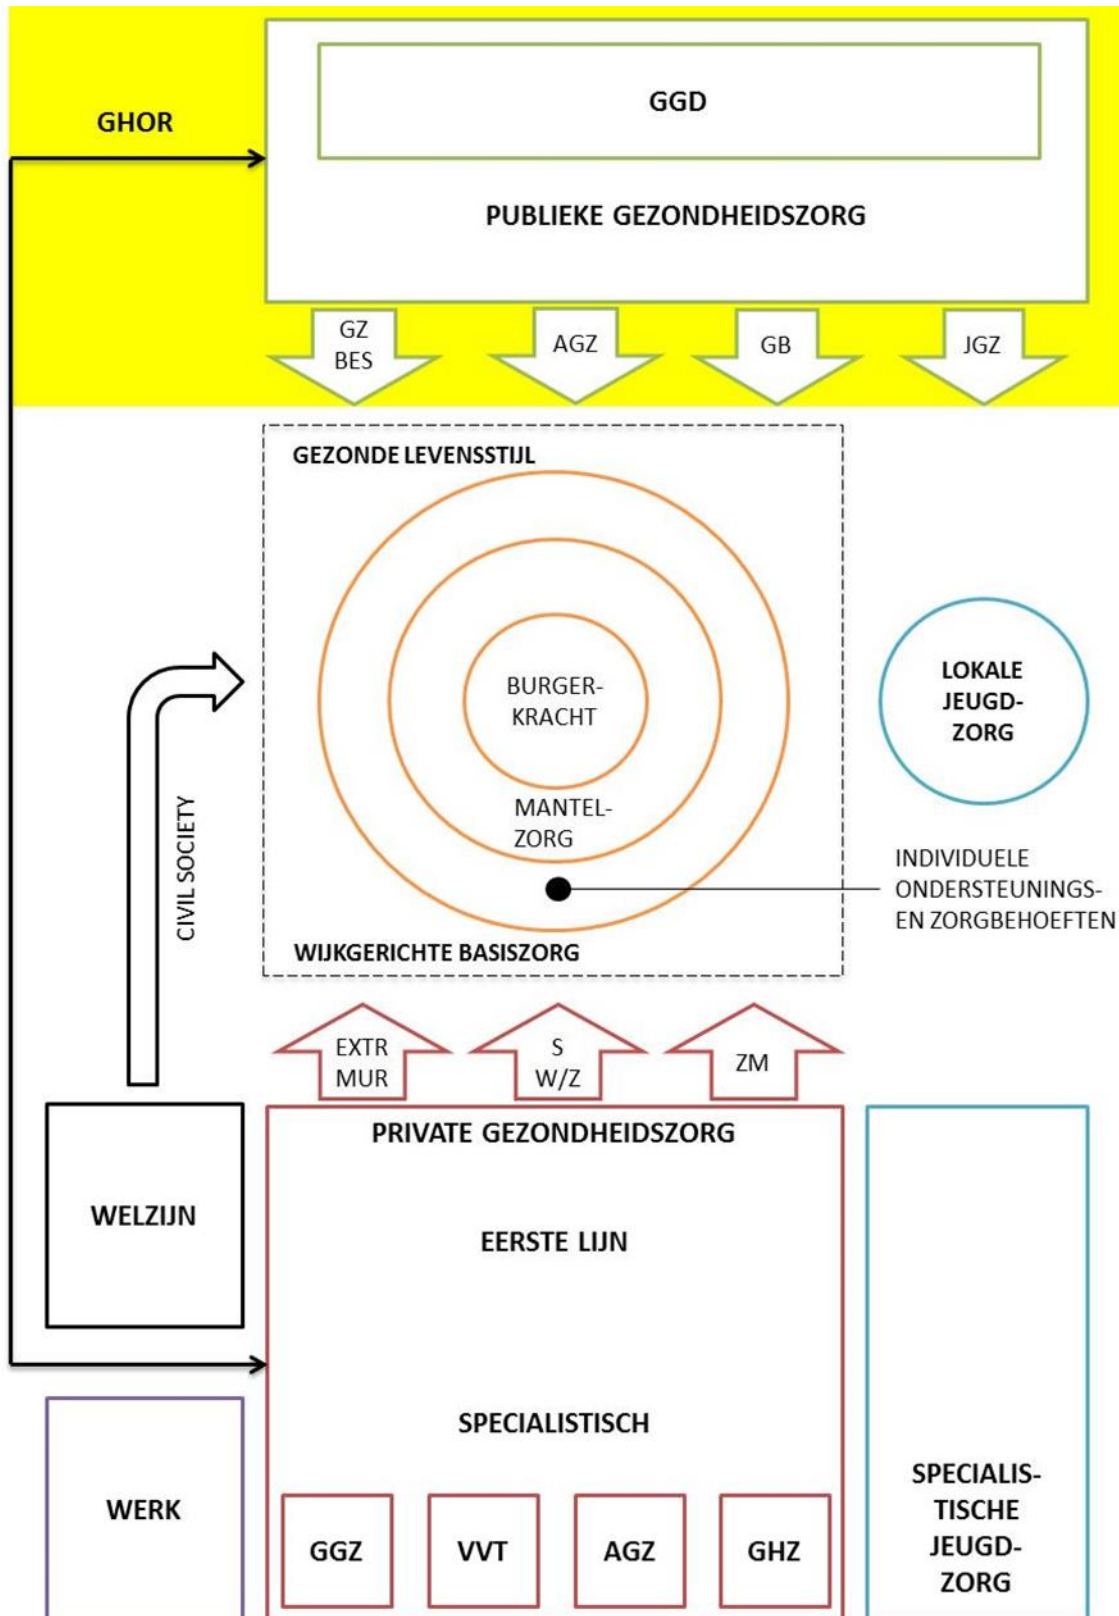 GGD
GHOR
PUBLIEKE GEZONDHEIDSZORG
GZ
BES
AGZ
GB
JGZ
GEZONDE LEVENSSTIJL
BURGER-
KRACHT
LOKALE
JEUGD-
ZORG
MANTEL-
ZORG
CIVIL SOCIETY
INDIVIDUELE
ONDERSTEUNINGS-
EN ZORGBEHOEFTEN
WIJKGERICHTE BASISZORG
EXTR
MUR
S
W/Z
ZM
PRIVATE GEZONDHEIDSZORG
WELZIJN
EERSTE LIJN
SPECIALISTISCH
WERK
GGZ
VVT
AGZ
GHZ
SPECIALIS-
TISCHE
JEUGD-
ZORG